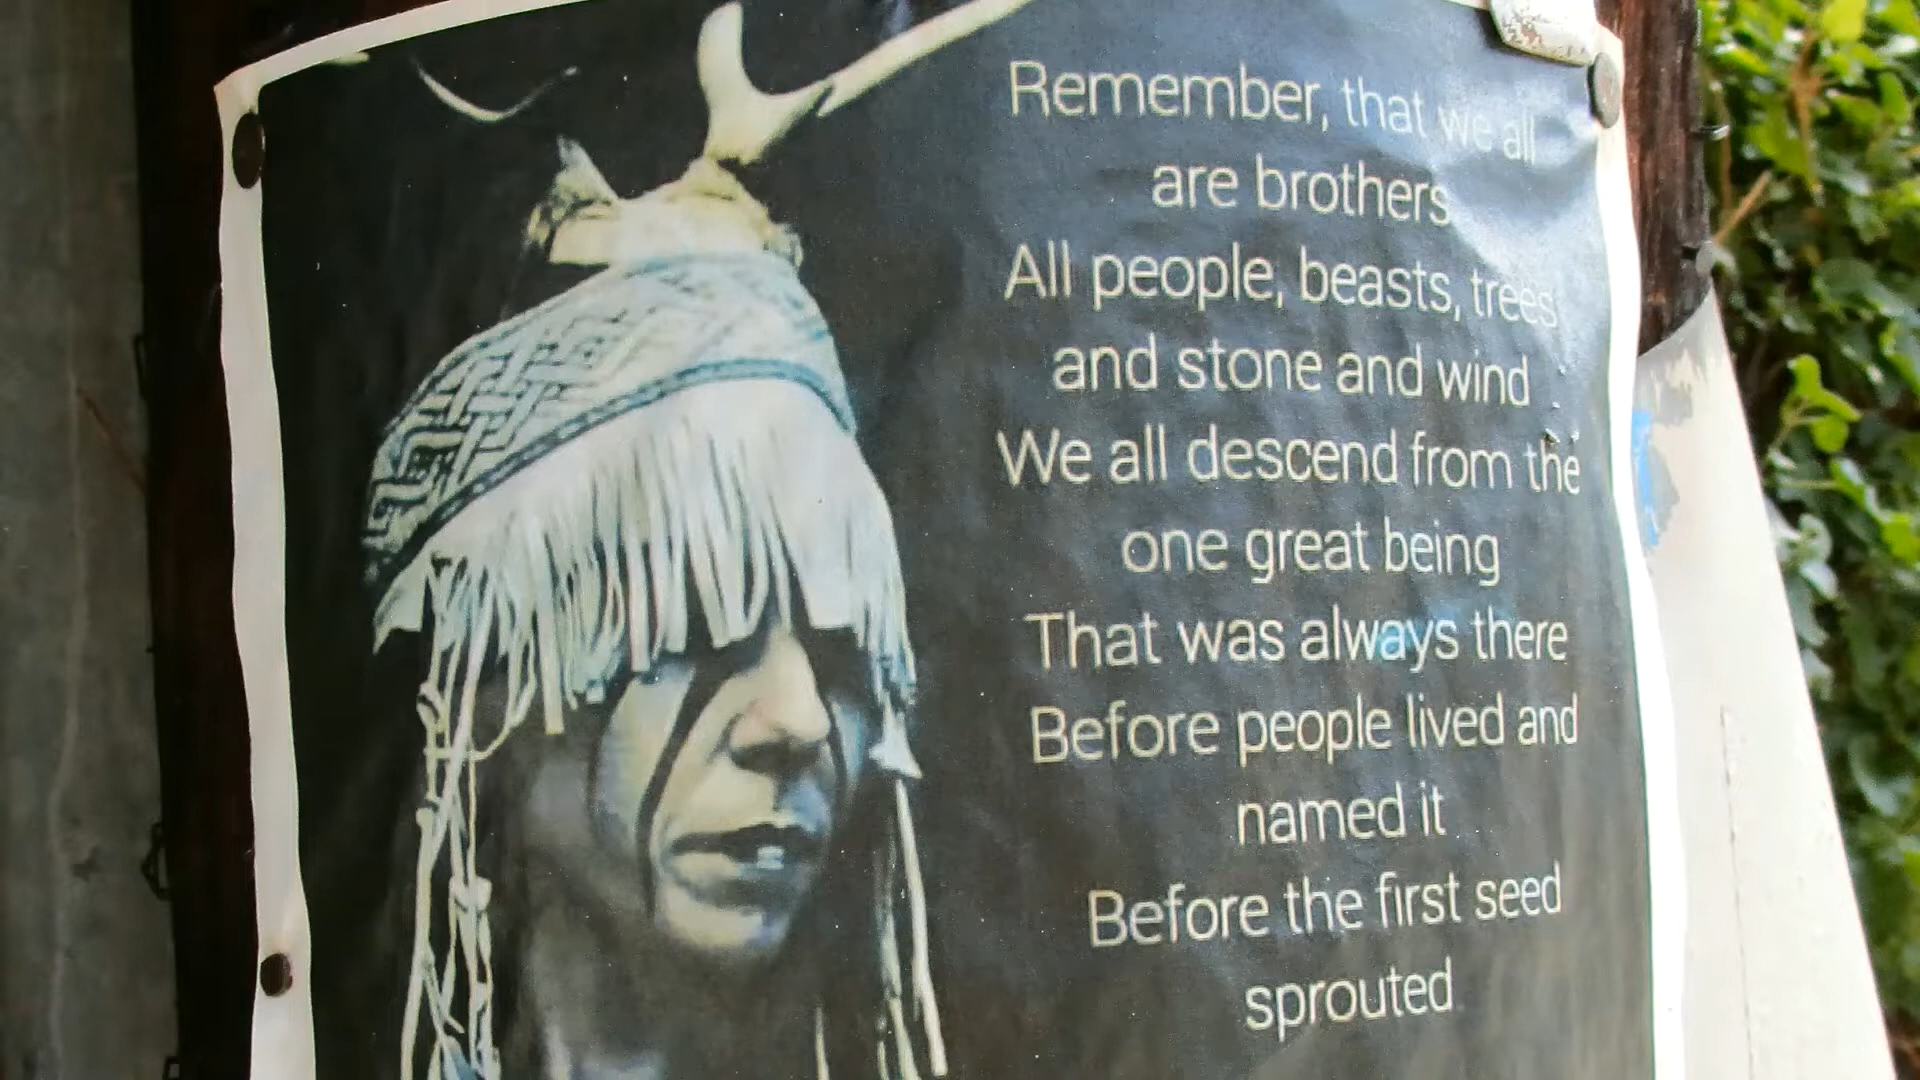 Remember, that we all
are brothers
All people, beasts, trees
and stone and wind
We all descend from the
one great being
That was always there
Before people lived and
named it
Before the first seed
sprouted